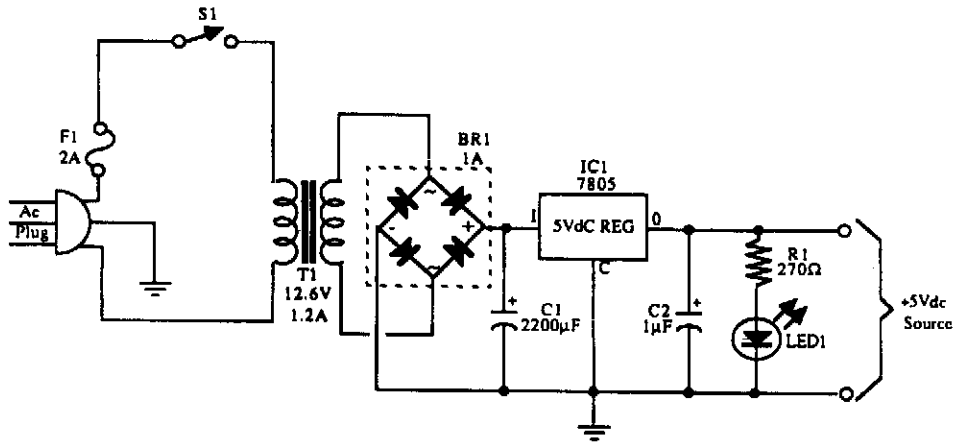 S1
F1
2A
Ac
Plug
T1
12.6V
1.2A
BR1
1A
~
-
+
~
IC1
7805
I
5VdC REG
O
C
+
C1
2200µF
+
C2
1µF
R1
270Ω
LED1
+5Vdc
Source